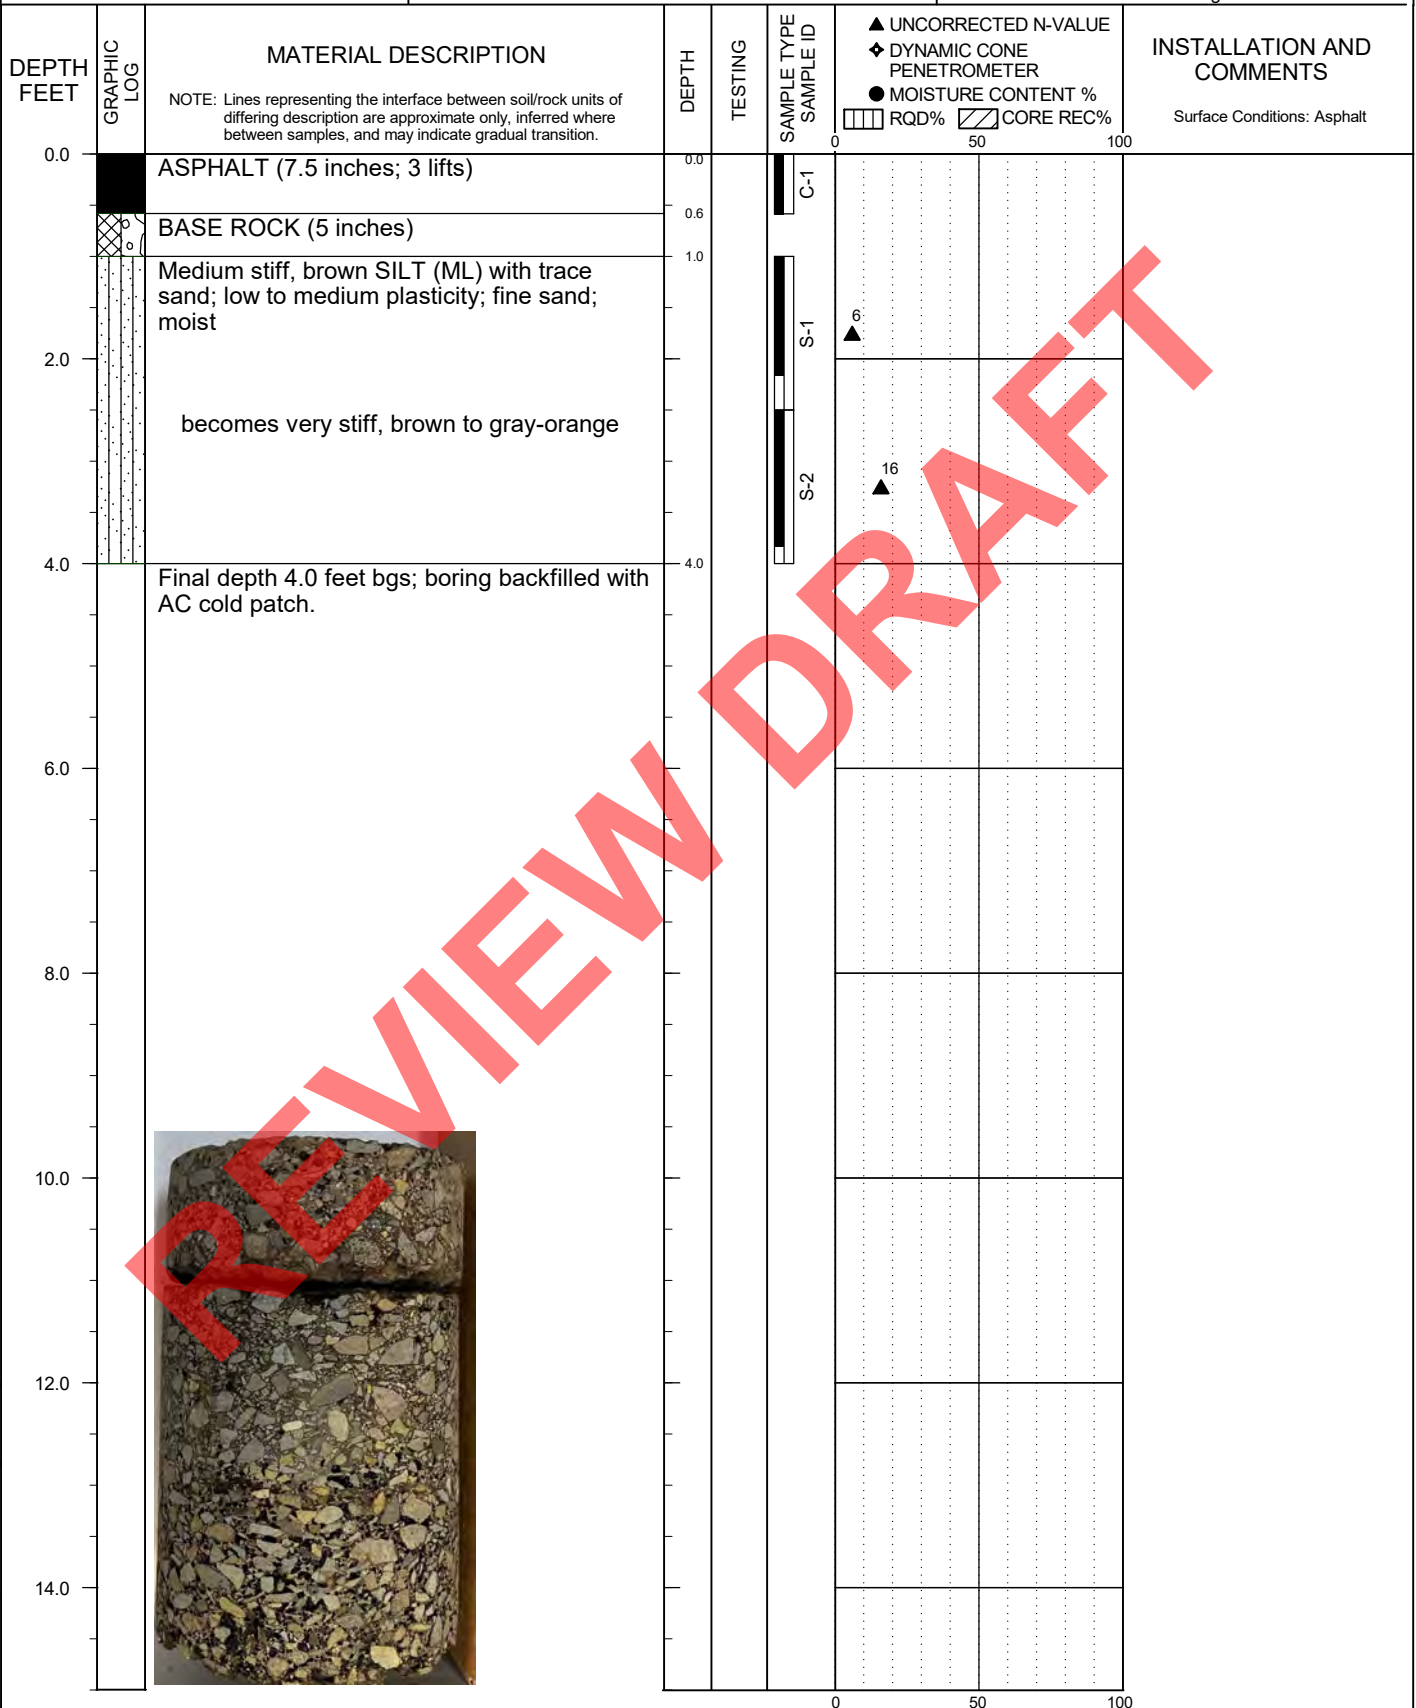 DEPTH
FEET
GRAPHIC
LOG
MATERIAL DESCRIPTION
NOTE: Lines representing the interface between soil/rock units of
differing description are approximate only, inferred where
between samples, and may indicate gradual transition.
DEPTH
TESTING
SAMPLE TYPE
SAMPLE ID
▲ UNCORRECTED N-VALUE
DYNAMIC CONE
PENETROMETER
● MOISTURE CONTENT %
RQD% CORE REC%
0 50 100
INSTALLATION AND
COMMENTS
Surface Conditions: Asphalt
0.0
ASPHALT (7.5 inches; 3 lifts)
0.0
C-1
0.6
BASE ROCK (5 inches)
1.0
Medium stiff, brown SILT (ML) with trace
sand; low to medium plasticity; fine sand;
moist
S-1
6
2.0
becomes very stiff, brown to gray-orange
S-2
16
4.0
4.0
Final depth 4.0 feet bgs; boring backfilled with
AC cold patch.
6.0
8.0
10.0
12.0
14.0
0 50 100
REVIEW DRAFT